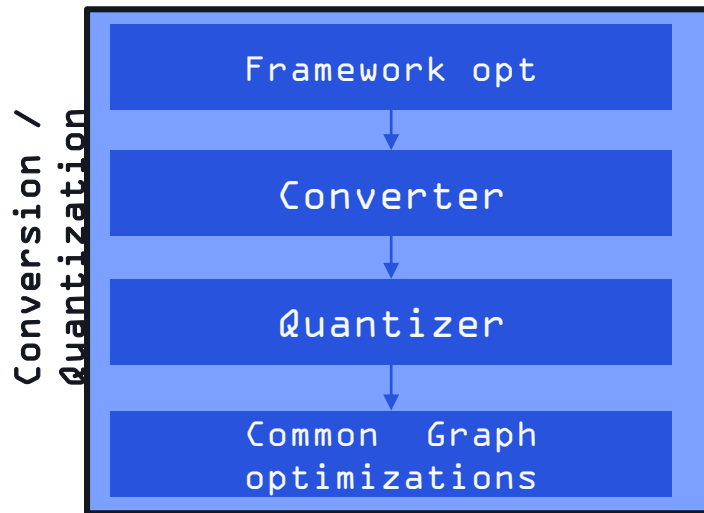 Conversion /
Quantization
Framework opt
Converter
Quantizer
Common Graph
optimizations